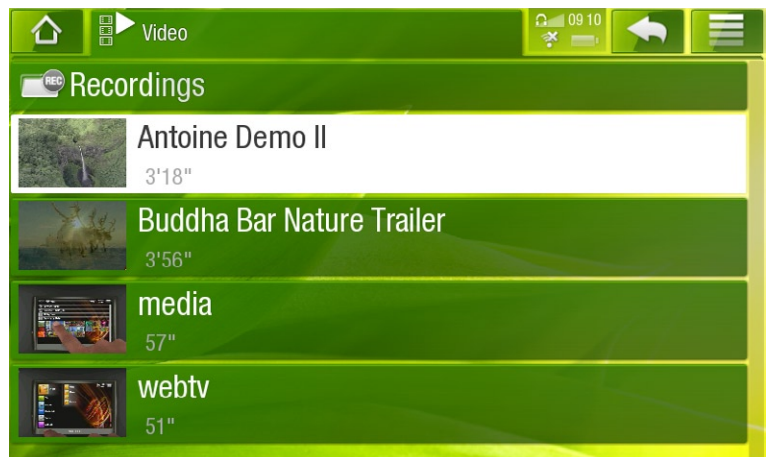 Video
09 10
REC
Recordings
Antoine Demo II
3'18"
Buddha Bar Nature Trailer
3'56"
media
57"
webtv
51"